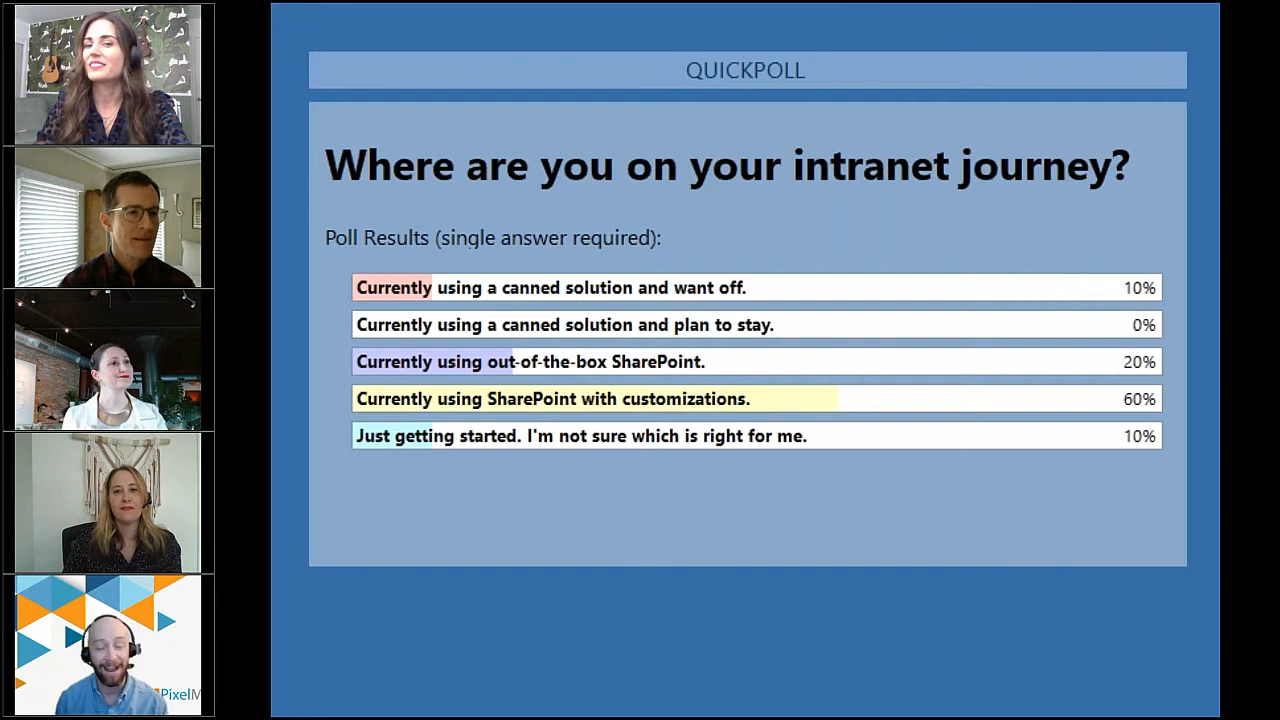 QUICKPOLL
Where are you on your intranet journey?
Poll Results (single answer required):
Currently using a canned solution and want off. 10%
Currently using a canned solution and plan to stay. 0%
Currently using out-of-the-box SharePoint. 20%
Currently using SharePoint with customizations. 60%
Just getting started. I'm not sure which is right for me. 10%
PixelM